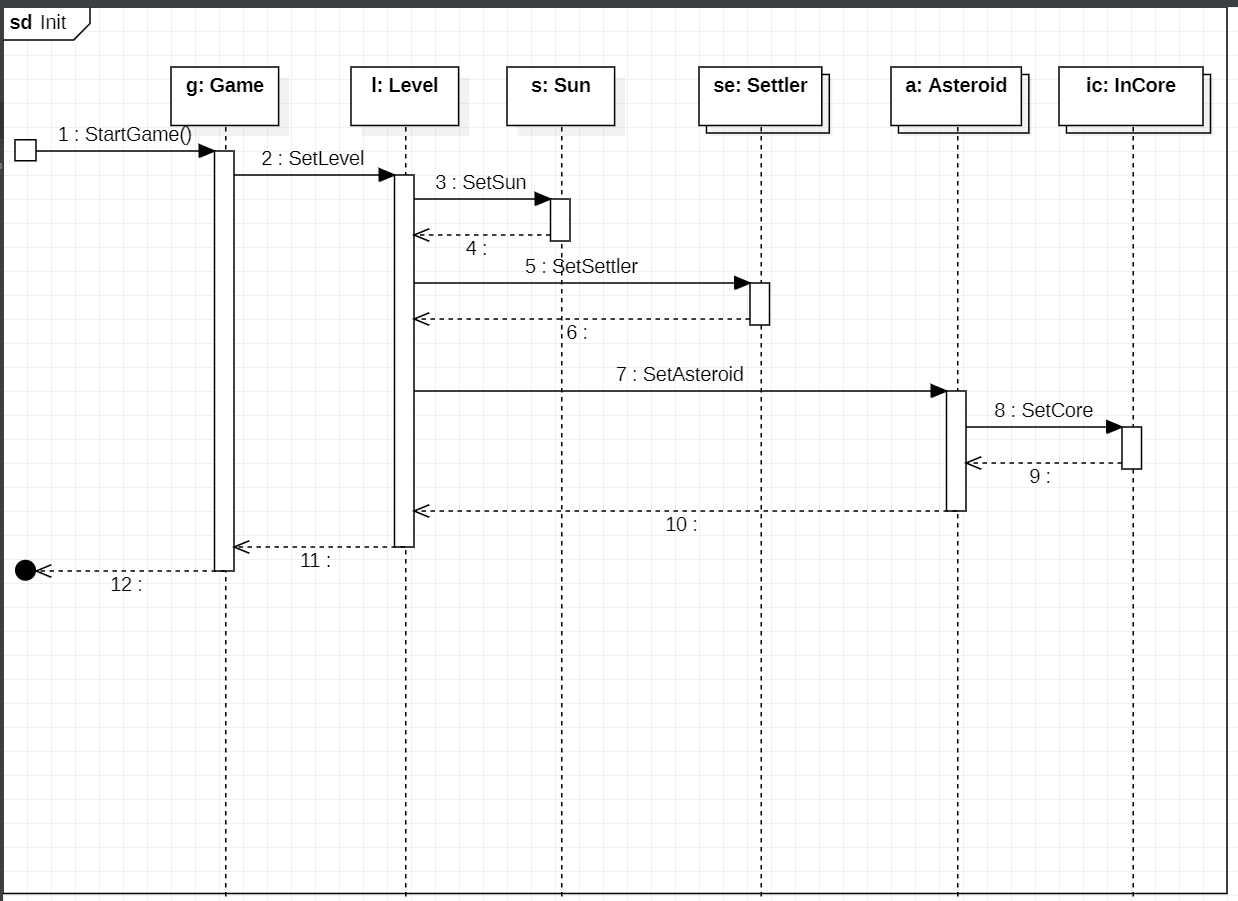 sd Init
g: Game
l: Level
s: Sun
se: Settler
a: Asteroid
ic: InCore
1 : StartGame()
2 : SetLevel
3 : SetSun
4 :
5 : SetSettler
6 :
7 : SetAsteroid
8 : SetCore
9 :
10 :
11 :
12 :